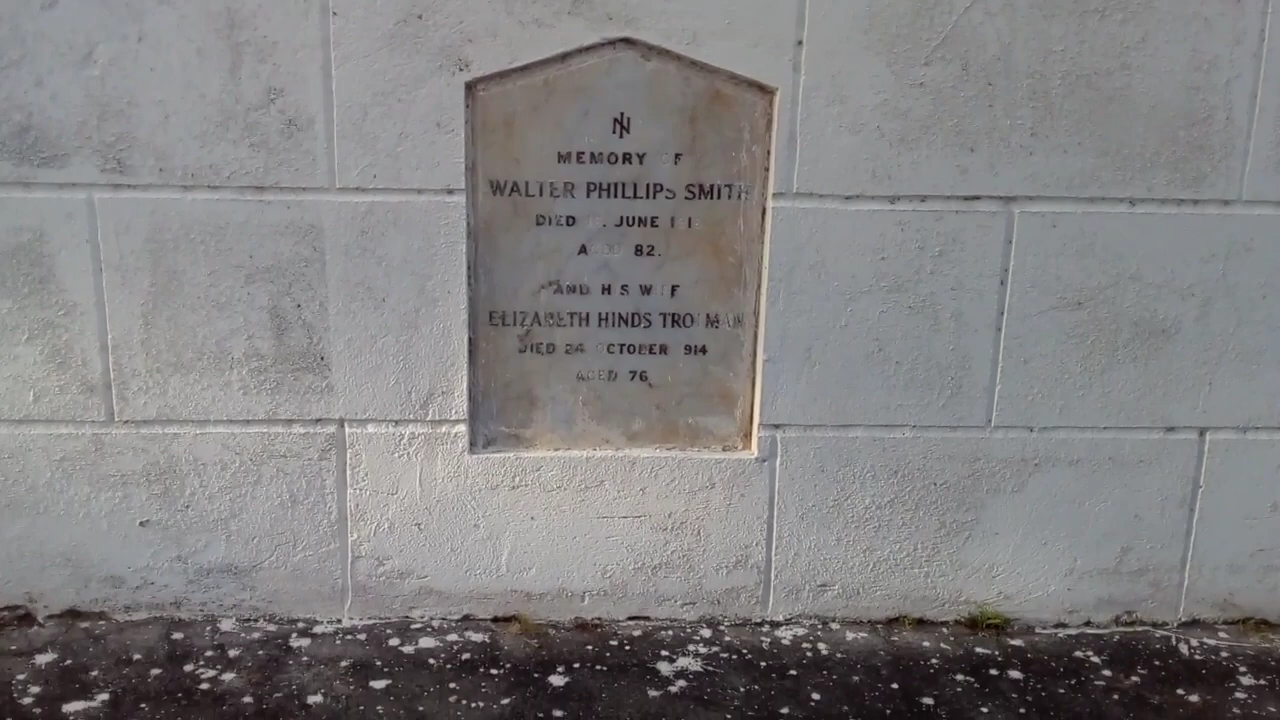 IN
MEMORY OF
WALTER PHILLIPS SMITH
DIED JUNE
AGED 82.
AND HIS WIFE
ELIZABETH HINDS TROTMAN
DIED 24 OCTOBER 1914
AGED 76.